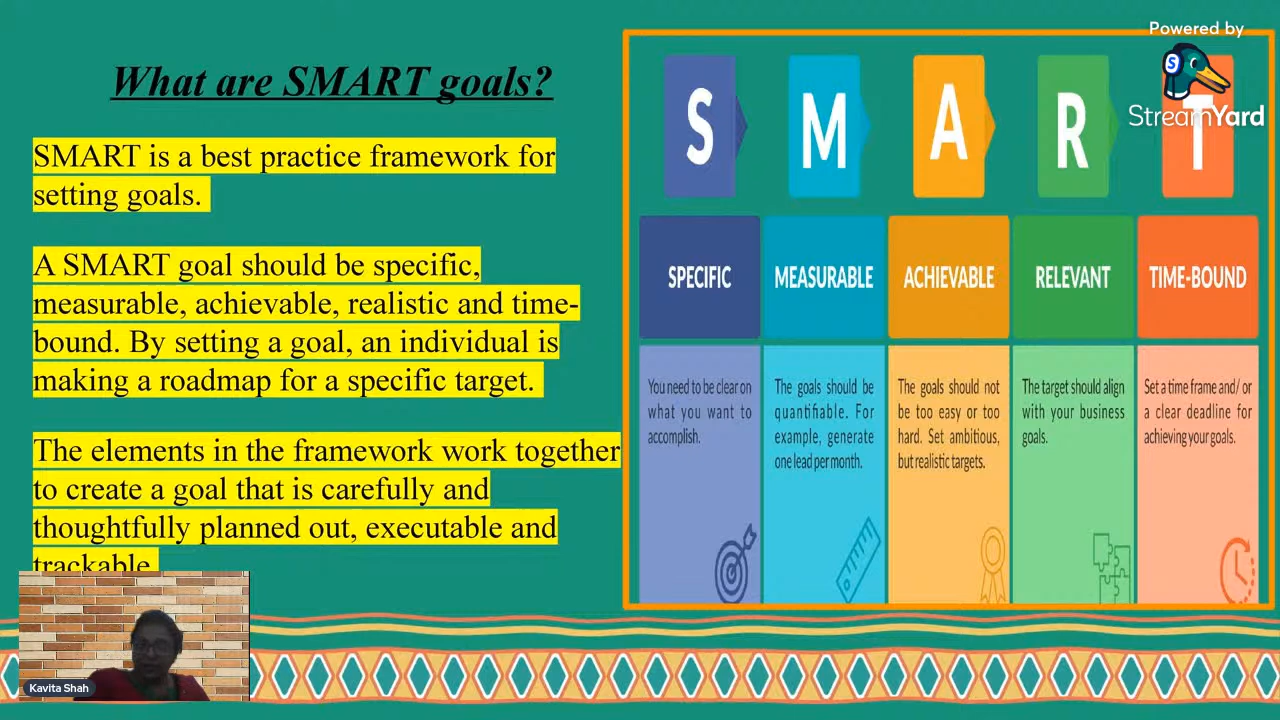 What are SMART goals?
SMART is a best practice framework for
setting goals.
A SMART goal should be specific,
measurable, achievable, realistic and time-
bound. By setting a goal, an individual is
making a roadmap for a specific target.
The elements in the framework work together
to create a goal that is carefully and
thoughtfully planned out, executable and
trackable
Kavita Shah
Powered by
S
StreamYard
S M A R T
SPECIFIC
You need to be clear on
what you want to
accomplish.
MEASURABLE
The goals should be
quantifiable. For
example, generate
one lead per month.
ACHIEVABLE
The goals should not
be too easy or too
hard. Set ambitious,
but realistic targets.
RELEVANT
The target should align
with your business
goals.
TIME-BOUND
Set a time frame and/ or
a clear deadline for
achieving your goals.